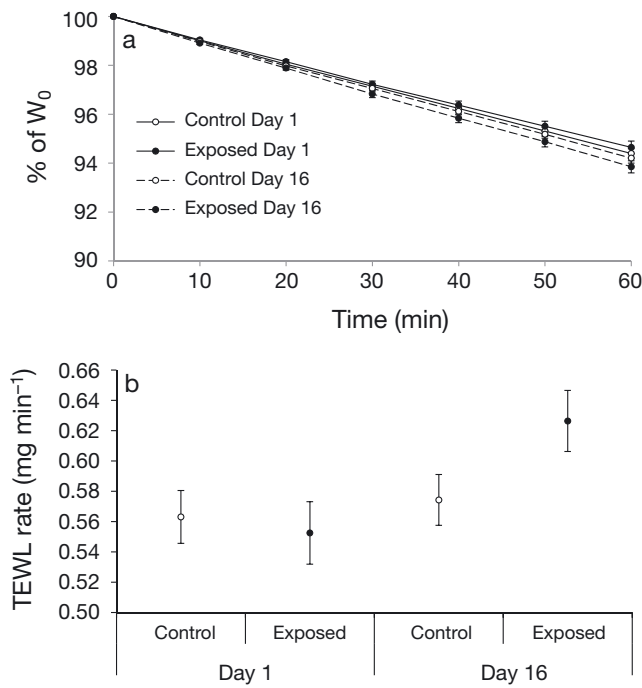 a
% of W0
100
98
96
94
92
90
Control Day 1
Exposed Day 1
Control Day 16
Exposed Day 16
0 10 20 30 40 50 60
Time (min)
b
TEWL rate (mg min–1)
0.66
0.64
0.62
0.60
0.58
0.56
0.54
0.52
0.50
Control Exposed Control Exposed
Day 1 Day 16